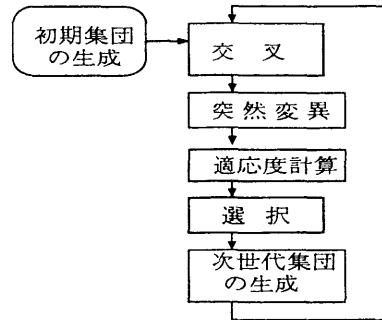 初期集団
の生成
交叉
突然変異
適応度計算
選択
次世代集団
の生成